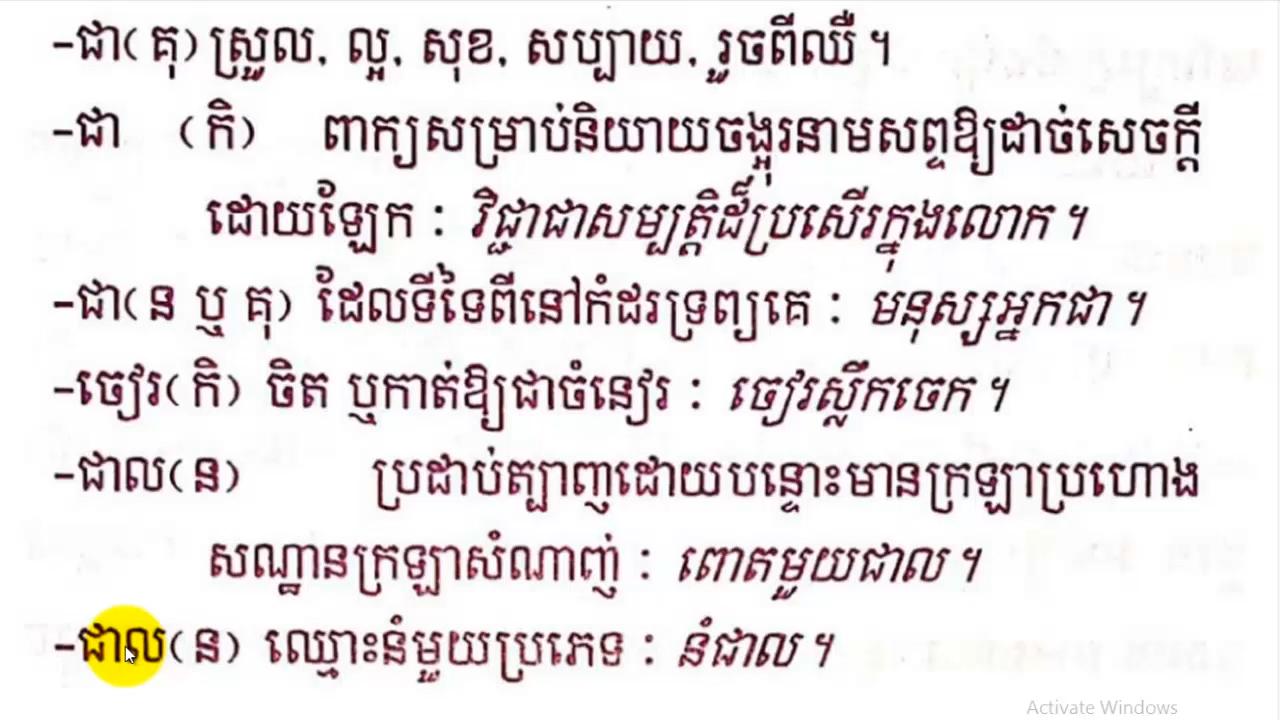 -ជា(គុ) ស្រួល, ល្អ, សុខ, សប្បាយ, រួចពីឈឺ ។
-ជា (កិ) ពាក្យសម្រាប់និយាយចង្អុរនាមសព្ទឱ្យដាច់សេចក្ដី
ដោយឡែក : វិជ្ជាជាសម្បត្តិដ៏ប្រសើរក្នុងលោក ។
-ជា(ន ឬ គុ) ដែលទីទៃពីនៅកំដរទ្រព្យគេ : មនុស្សអ្នកជា ។
-ចៀរ(កិ) ចិត ឬកាត់ឱ្យជាចំនៀរ : ចៀរស្លឹកចេក ។
-ជាល(ន) ប្រដាប់ត្បាញដោយបន្ទោះមានក្រឡាប្រហោង
សណ្ឋានក្រឡាសំណាញ់ : ពោតមួយជាល ។
-ជាល(ន) ឈ្មោះនំមួយប្រភេទ : នំជាល ។
Activate Windows